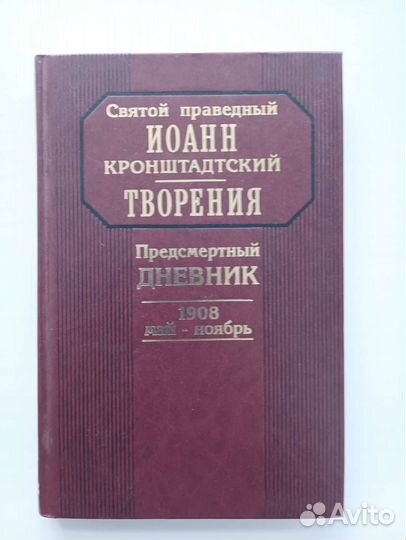 Святой праведный
ИОАНН
КРОНШТАДТСКИЙ
ТВОРЕНИЯ
Предсмертный
ДНЕВНИК
1908
май - ноябрь
Avito